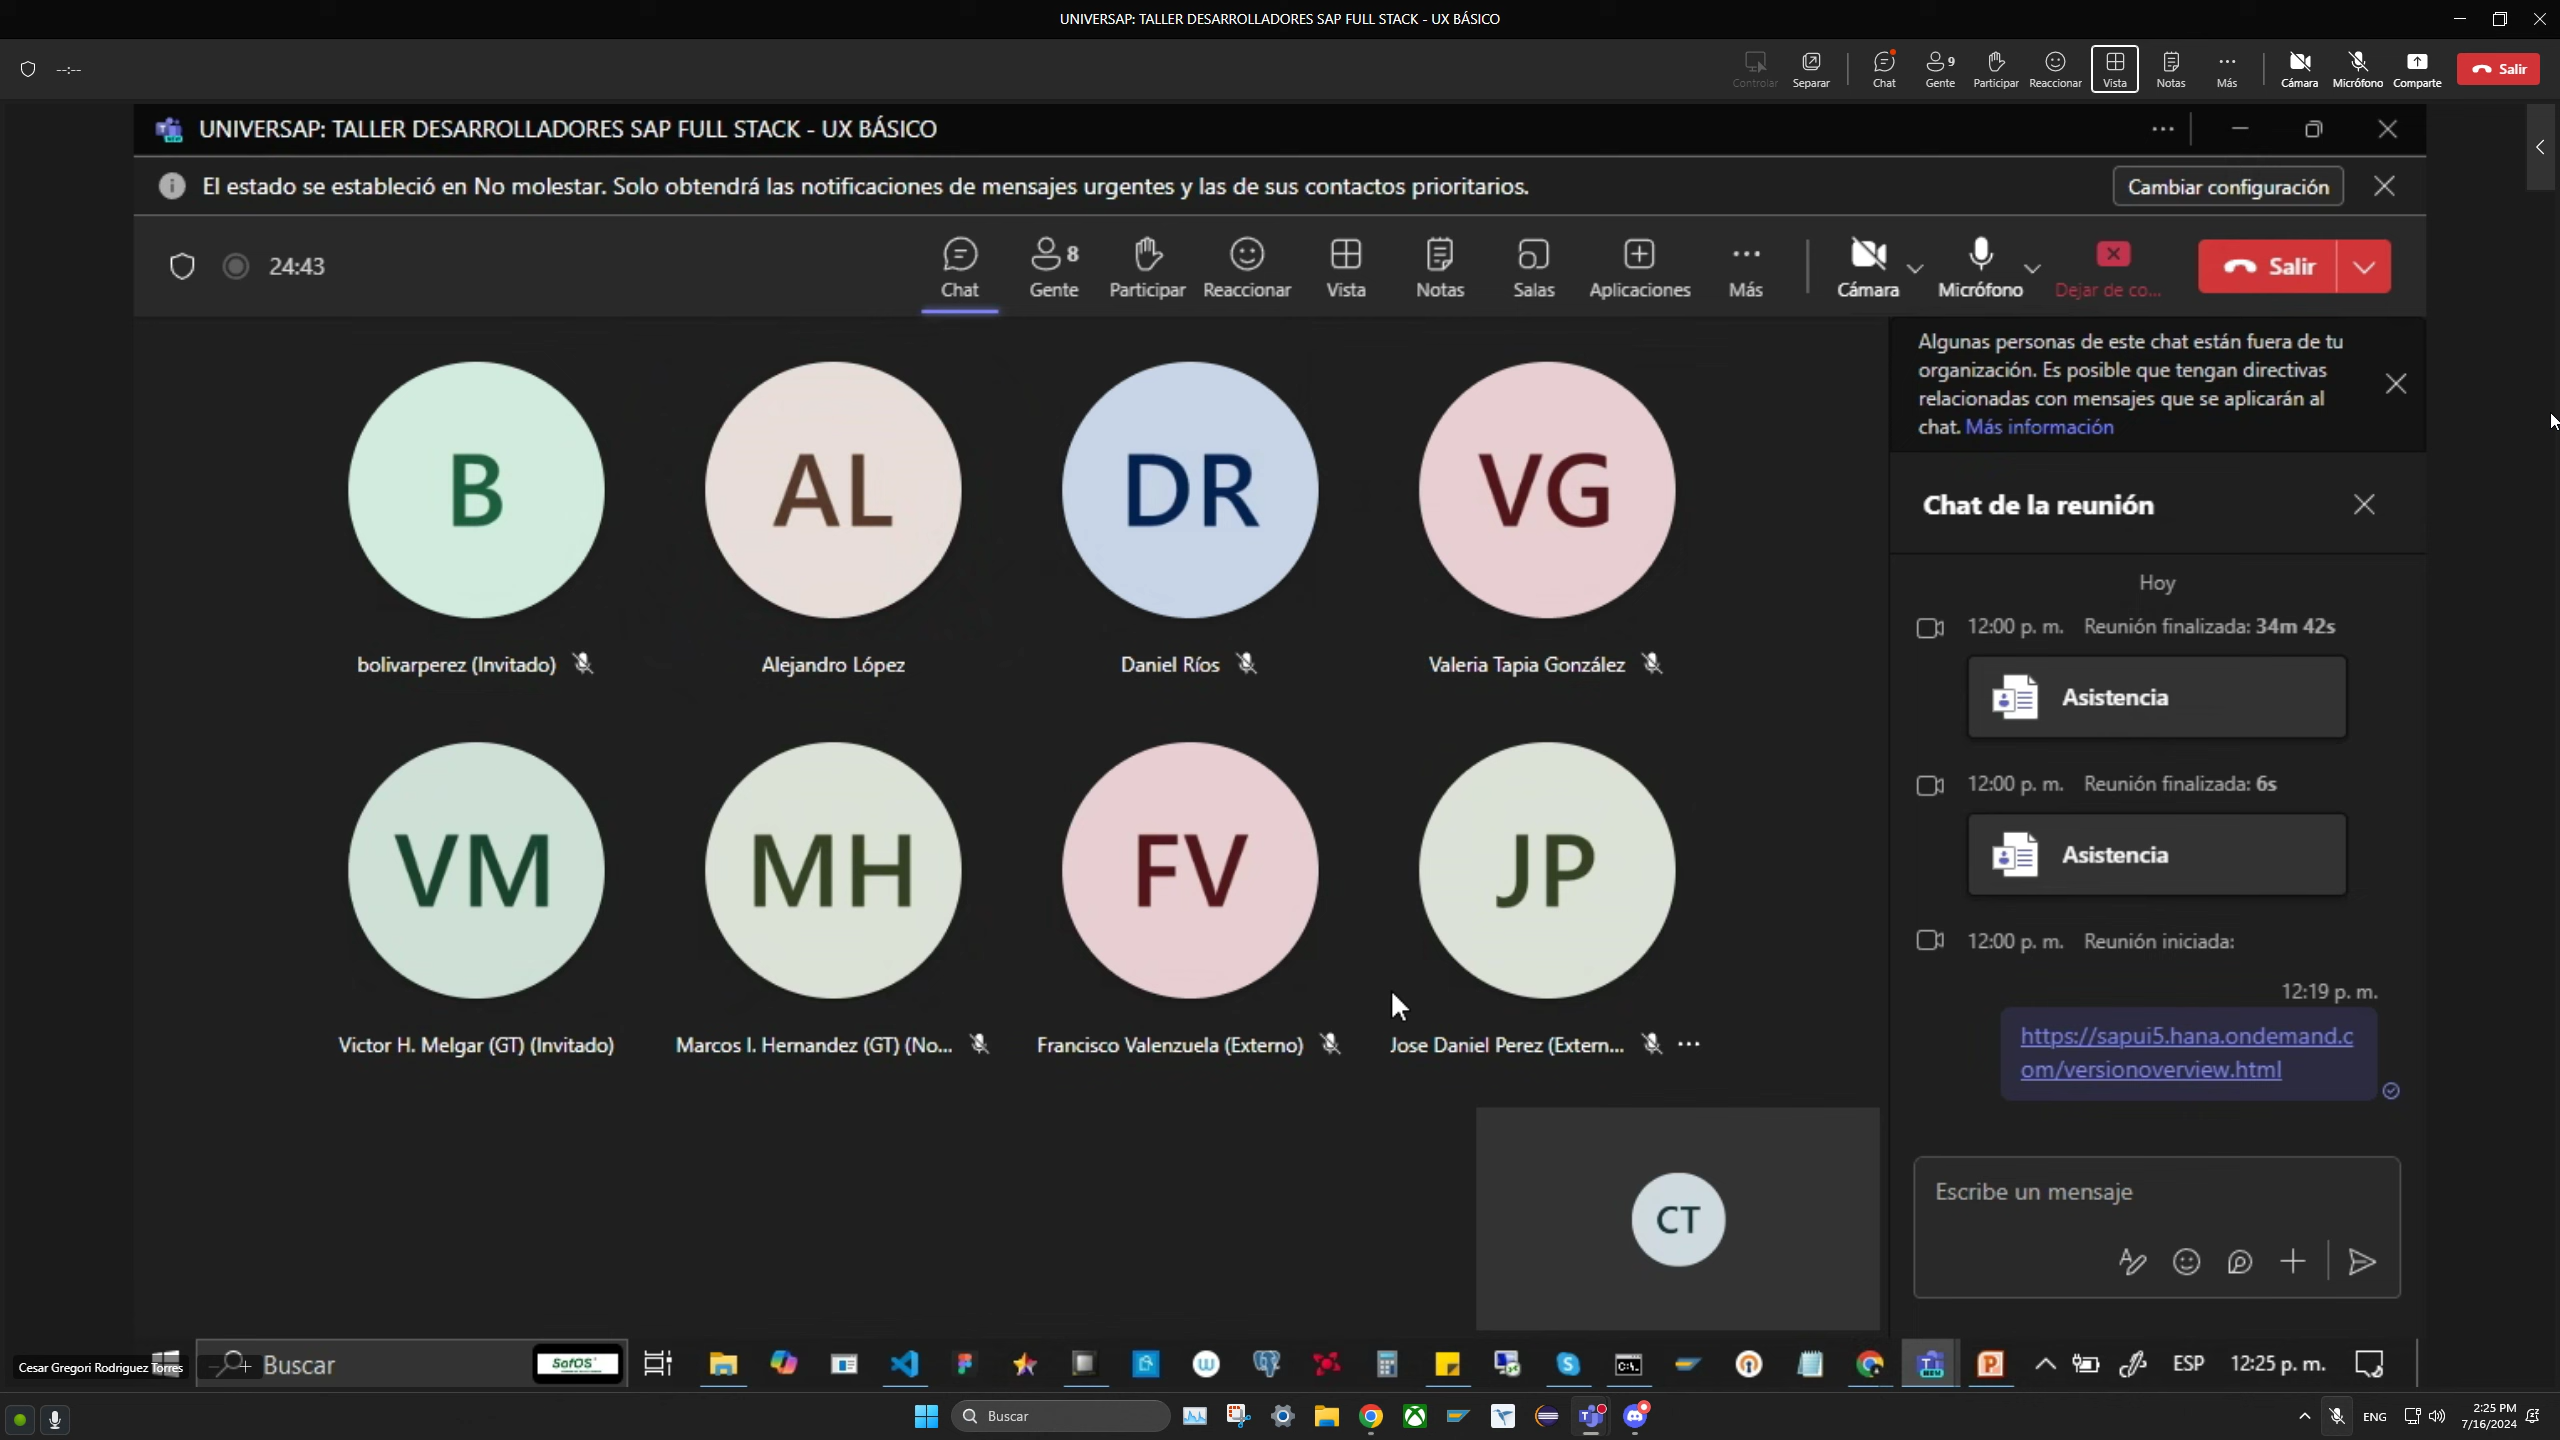 UNIVERSAP: TALLER DESARROLLADORES SAP FULL STACK - UX BÁSICO
--:--
Controlar
Separar
Chat
9
Gente
Participar
Reaccionar
Vista
Notas
Más
Cámara
Micrófono
Comparte
Salir
UNIVERSAP: TALLER DESARROLLADORES SAP FULL STACK - UX BÁSICO
El estado se estableció en No molestar. Solo obtendrá las notificaciones de mensajes urgentes y las de sus contactos prioritarios.
Cambiar configuración
24:43
Chat
8
Gente
Participar
Reaccionar
Vista
Notas
Salas
Aplicaciones
Más
Cámara
Micrófono
Dejar de co...
Salir
B
AL
DR
VG
bolivarperez (Invitado)
Alejandro López
Daniel Ríos
Valeria Tapia González
VM
MH
FV
JP
Victor H. Melgar (GT) (Invitado)
Marcos I. Hernandez (GT) (No...
Francisco Valenzuela (Externo)
Jose Daniel Perez (Extern...
CT
Algunas personas de este chat están fuera de tu
organización. Es posible que tengan directivas
relacionadas con mensajes que se aplicarán al
chat. Más información
Chat de la reunión
Hoy
12:00 p. m. Reunión finalizada: 34m 42s
Asistencia
12:00 p. m. Reunión finalizada: 6s
Asistencia
12:00 p. m. Reunión iniciada:
12:19 p. m.
https://sapui5.hana.ondemand.c
om/versionoverview.html
Escribe un mensaje
Cesar Gregori Rodriguez Torres
Buscar
SofOS
ESP
12:25 p. m.
Buscar
ENG
2:25 PM
7/16/2024